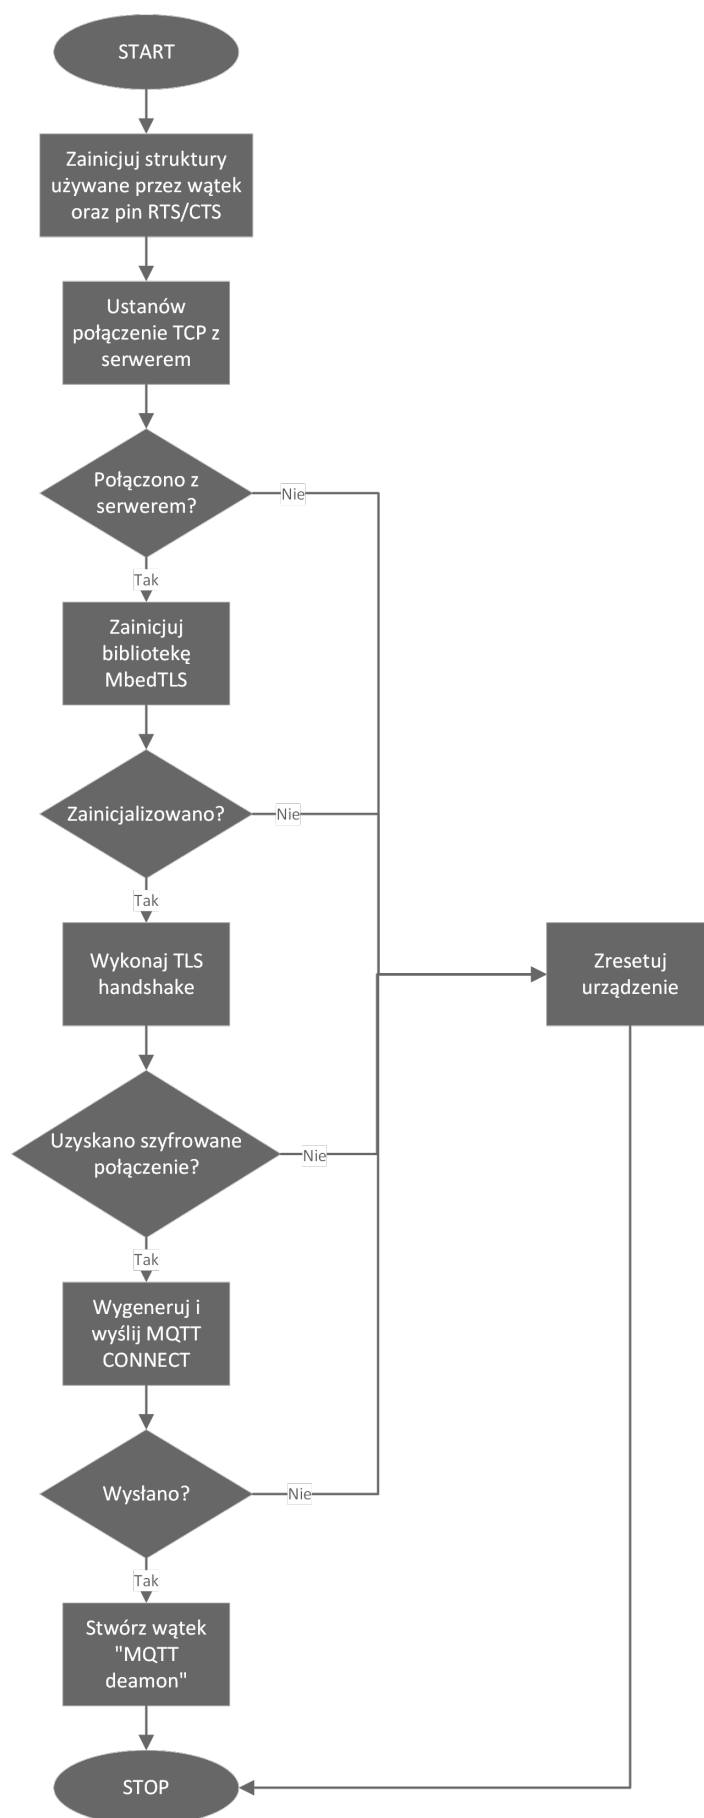 START
Zainicjuj struktury
używane przez wątek
oraz pin RTS/CTS
Ustanów
połączenie TCP z
serwerem
Połączono z
serwerem?
Nie
Tak
Zainicjuj
bibliotekę
MbedTLS
Zainicjalizowano?
Nie
Tak
Wykonaj TLS
handshake
Zresetuj
urządzenie
Uzyskano szyfrowane
połączenie?
Nie
Tak
Wygeneruj i
wyślij MQTT
CONNECT
Wysłano?
Nie
Tak
Stwórz wątek
"MQTT
deamon"
STOP